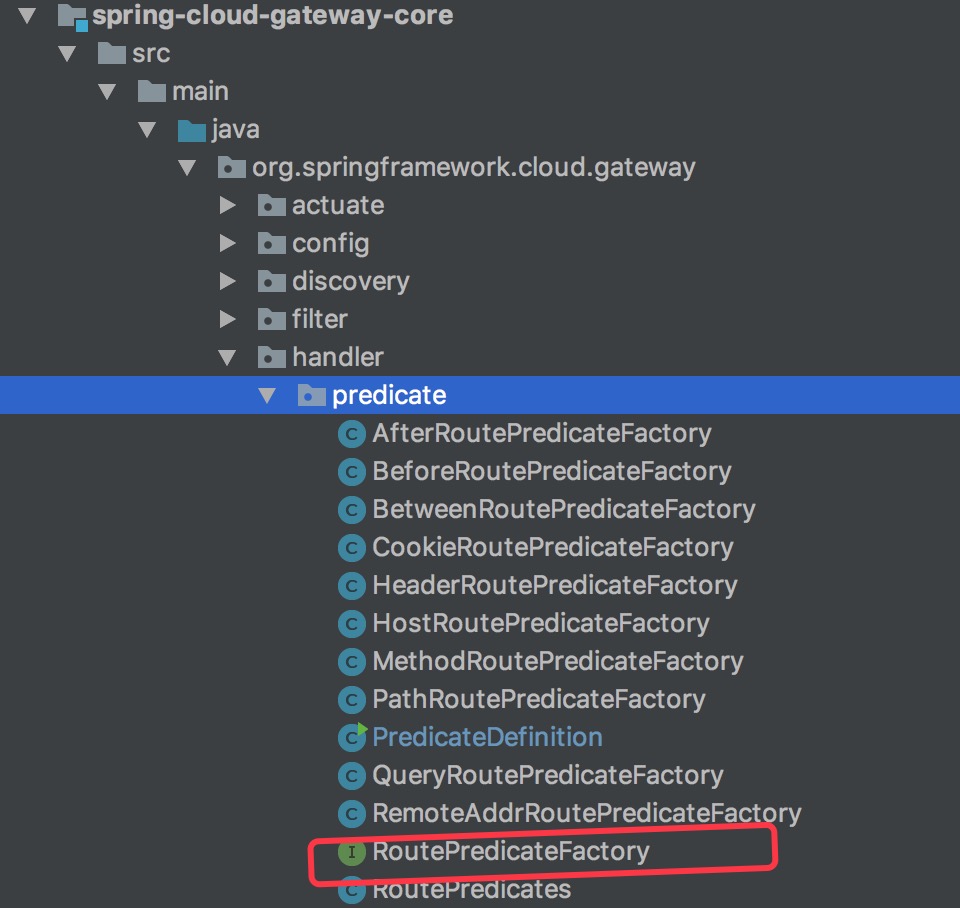 spring-cloud-gateway-core
src
main
java
org.springframework.cloud.gateway
actuate
config
discovery
filter
handler
predicate
C AfterRoutePredicateFactory
C BeforeRoutePredicateFactory
C BetweenRoutePredicateFactory
C CookieRoutePredicateFactory
C HeaderRoutePredicateFactory
C HostRoutePredicateFactory
C MethodRoutePredicateFactory
C PathRoutePredicateFactory
C PredicateDefinition
C QueryRoutePredicateFactory
C RemoteAddrRoutePredicateFactory
I RoutePredicateFactory
C RoutePredicates